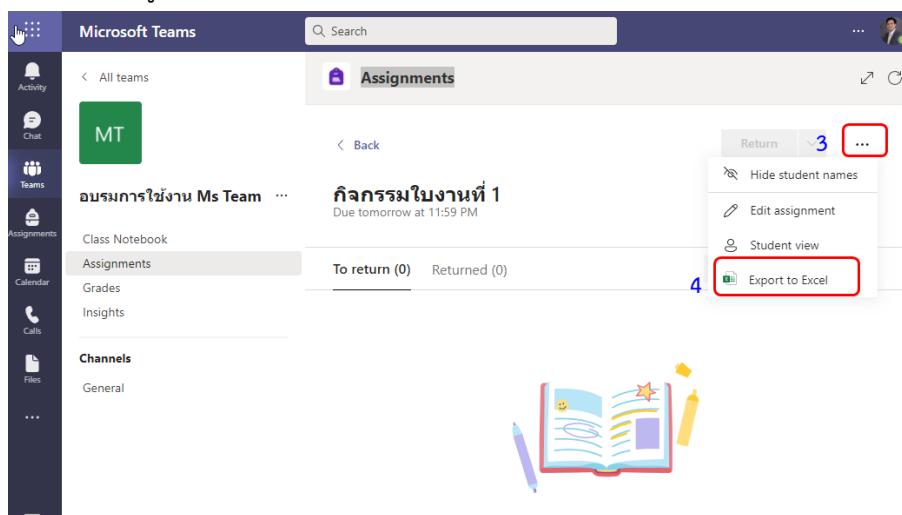 Microsoft Teams
Search
Activity
Chat
Teams
Assignments
Calendar
Calls
Files
All teams
MT
อบรมการใช้งาน Ms Team
Class Notebook
Assignments
Grades
Insights
Channels
General
Assignments
Back
Return
3
กิจกรรมใบงานที่ 1
Due tomorrow at 11:59 PM
To return (0) Returned (0)
Hide student names
Edit assignment
Student view
4 Export to Excel